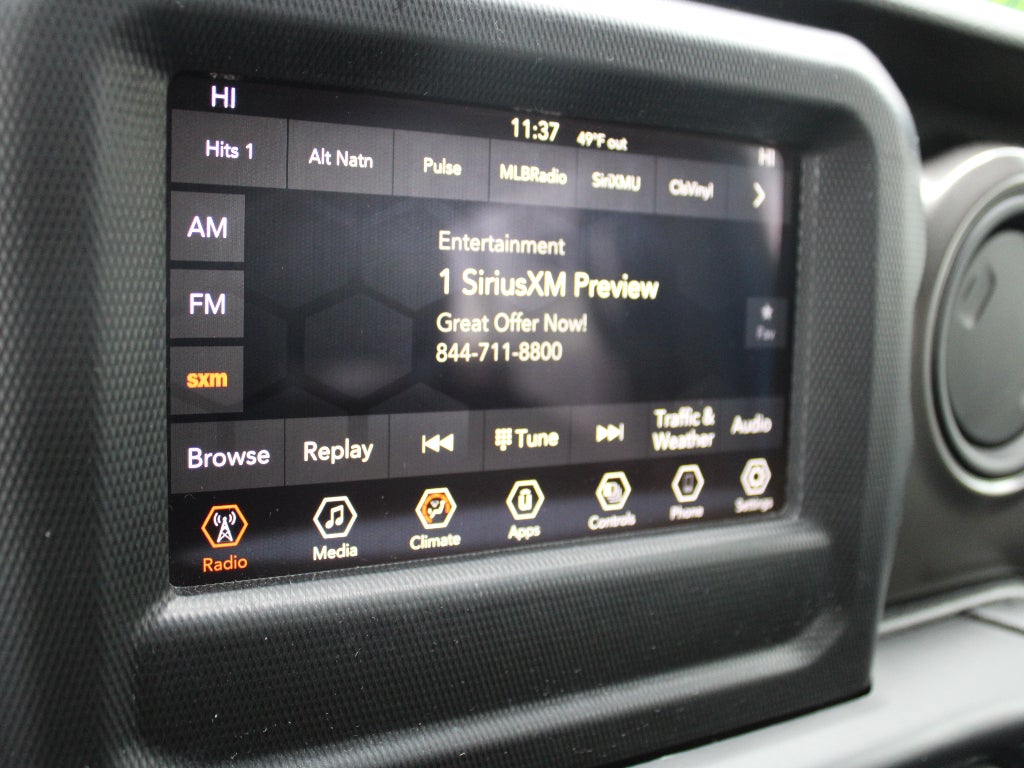 HI
11:37
49°F out
HI
Hits 1
Alt Natn
Pulse
MLBRadio
SiriXMU
ClsVinyl
AM
FM
sxm
Entertainment
1 SiriusXM Preview
Great Offer Now!
844-711-8800
Fav
Browse
Replay
Tune
Traffic &
Weather
Audio
Radio
Media
Climate
Apps
Controls
Phone
Settings